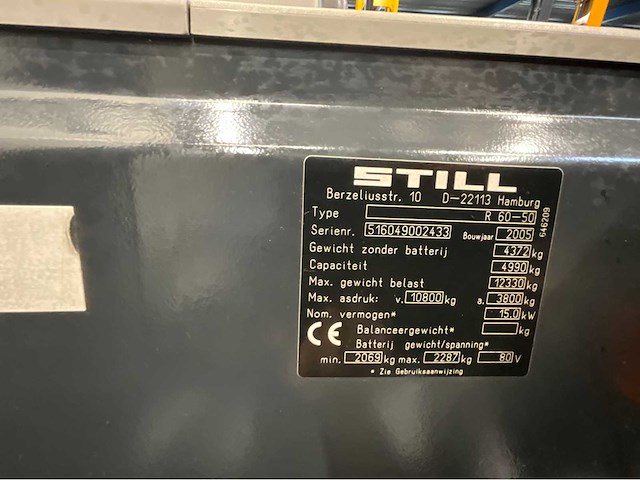 STILL
Berzeliusstr. 10 D-22113 Hamburg
Type R 60-50
Serienr. 516049002433 Bouwjaar 2005
Gewicht zonder batterij 4372 kg
Capaciteit 4990 kg
Max. gewicht belast 12330 kg
Max. asdruk: v. 10800 kg a. 3800 kg
Nom. vermogen* 15.0 kW
CE Balanceergewicht* kg
Batterij gewicht/spanning*
min. 2069 kg max. 2287 kg 80 V
* Zie Gebruiksaanwijzing